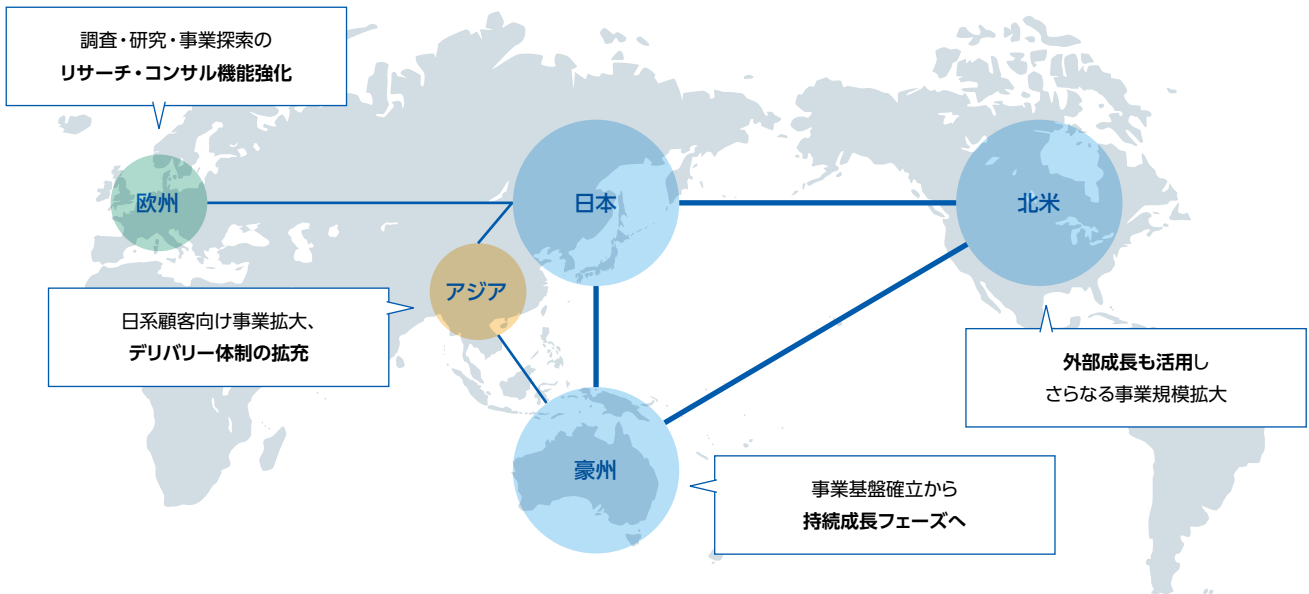 調査・研究・事業探索の
リサーチ・コンサル機能強化
欧州
日本
北米
アジア
日系顧客向け事業拡大、
デリバリー体制の拡充
外部成長も活用し
さらなる事業規模拡大
豪州
事業基盤確立から
持続成長フェーズへ